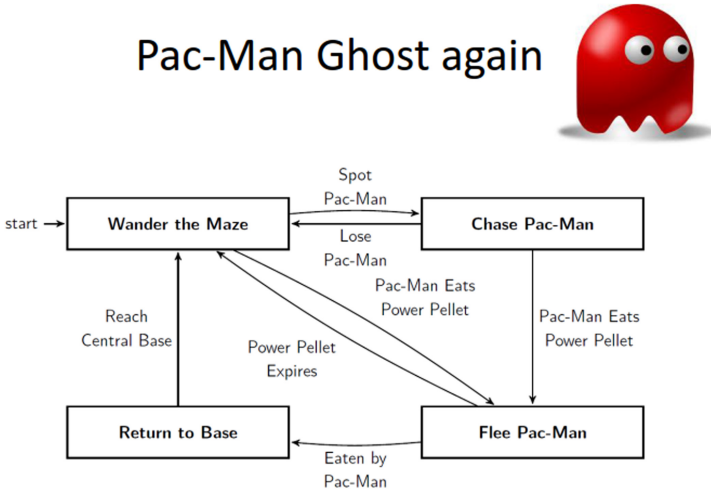 Pac-Man Ghost again
Spot
Pac-Man
start
Wander the Maze
Chase Pac-Man
Lose
Pac-Man
Pac-Man Eats
Power Pellet
Reach
Central Base
Pac-Man Eats
Power Pellet
Power Pellet
Expires
Return to Base
Flee Pac-Man
Eaten by
Pac-Man